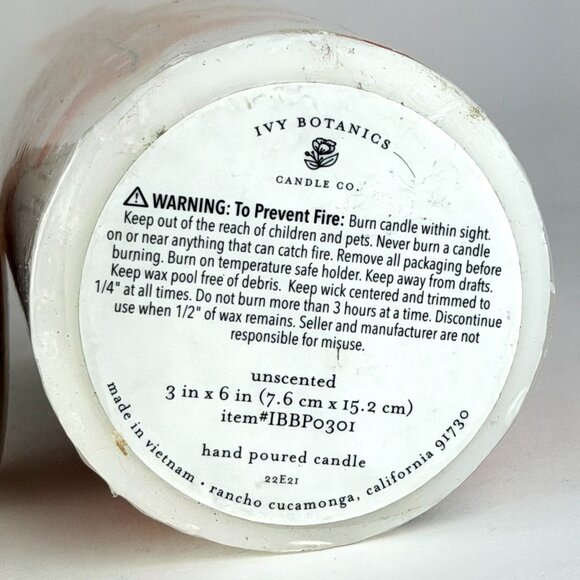 IVY BOTANICS
CANDLE CO.
WARNING: To Prevent Fire: Burn candle within sight.
Keep out of the reach of children and pets. Never burn a candle
on or near anything that can catch fire. Remove all packaging before
burning. Burn on temperature safe holder. Keep away from drafts.
Keep wax pool free of debris. Keep wick centered and trimmed to
1/4" at all times. Do not burn more than 3 hours at a time. Discontinue
use when 1/2" of wax remains. Seller and manufacturer are not
responsible for misuse.
unscented
3 in x 6 in (7.6 cm x 15.2 cm)
item#IBBP0301
hand poured candle
22E21
made in vietnam • rancho cucamonga, california 91730